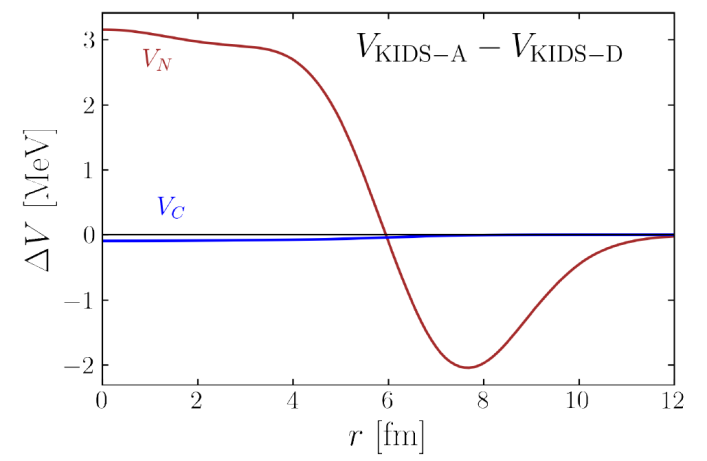 V_KIDS−A − V_KIDS−D
V_N
V_C
ΔV [MeV]
3
2
1
0
−1
−2
0 2 4 6 8 10 12
r [fm]